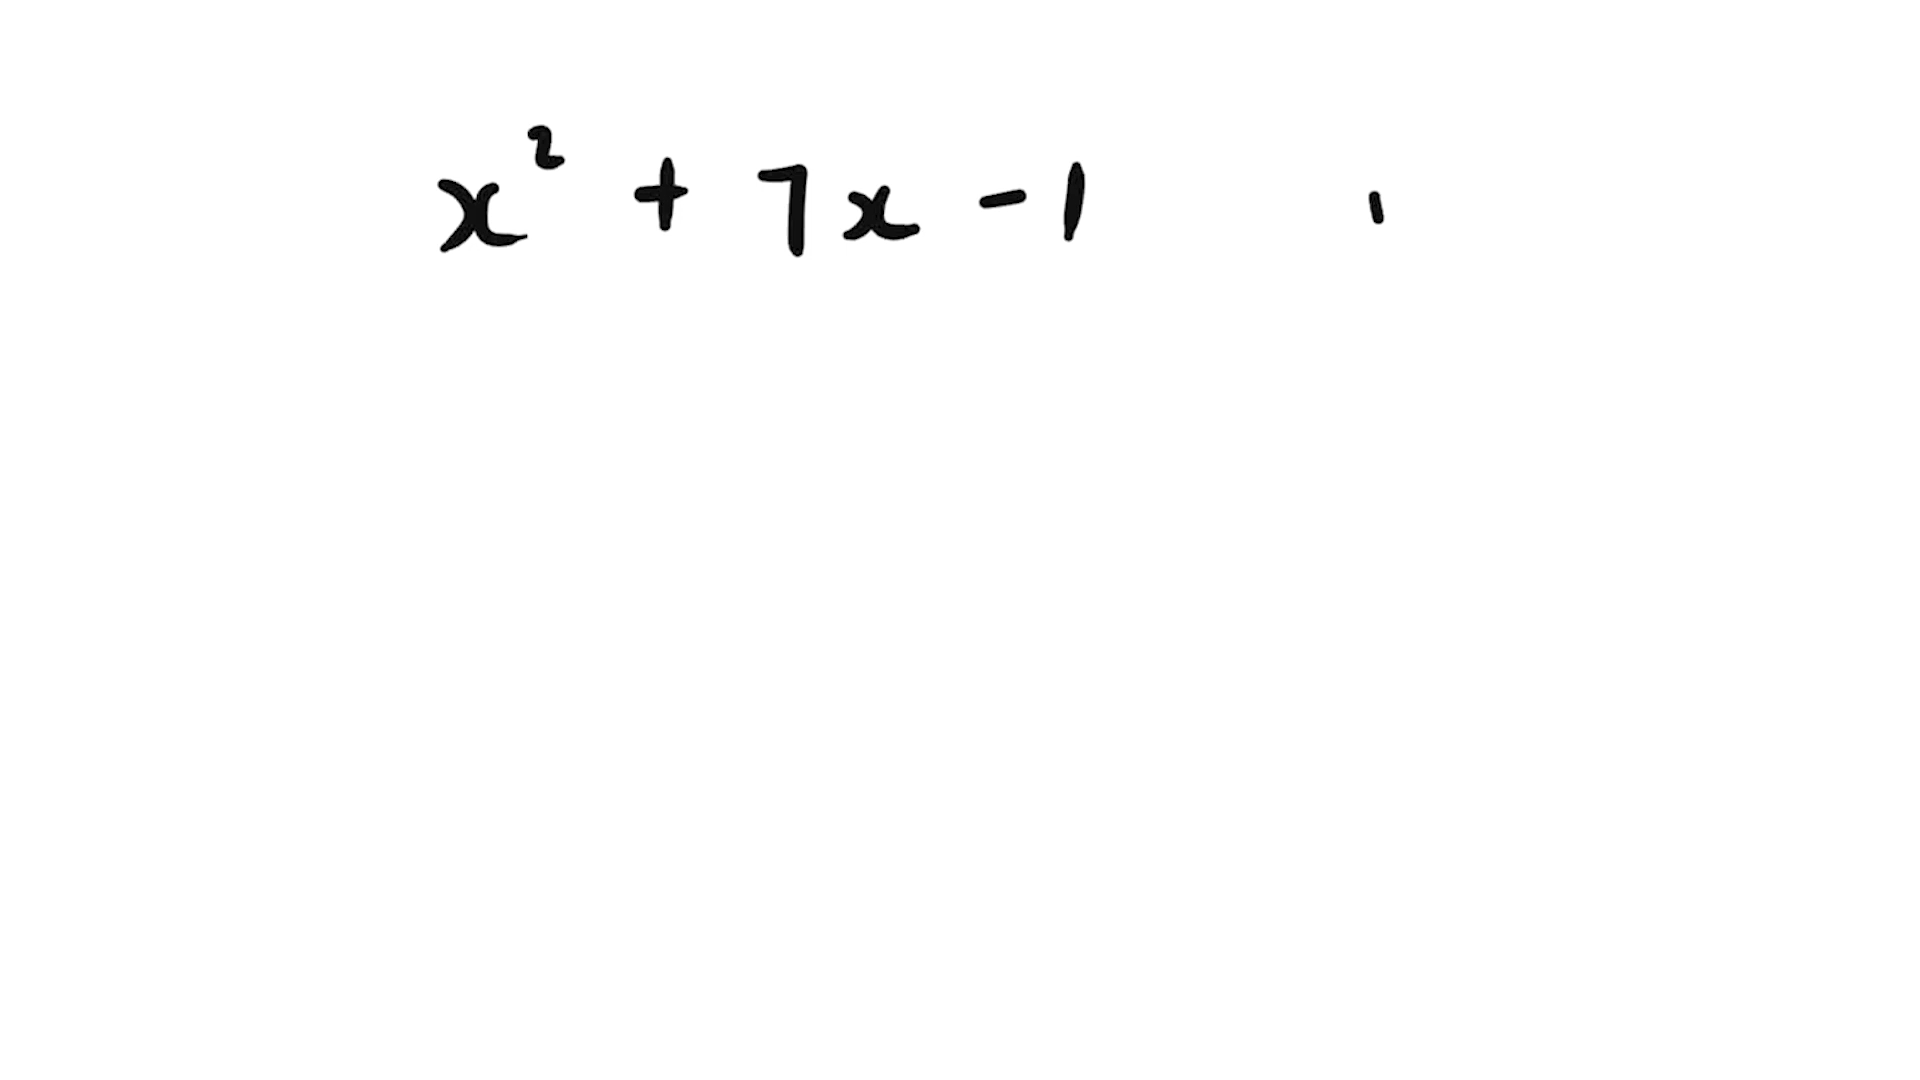 x² + 7x - 1